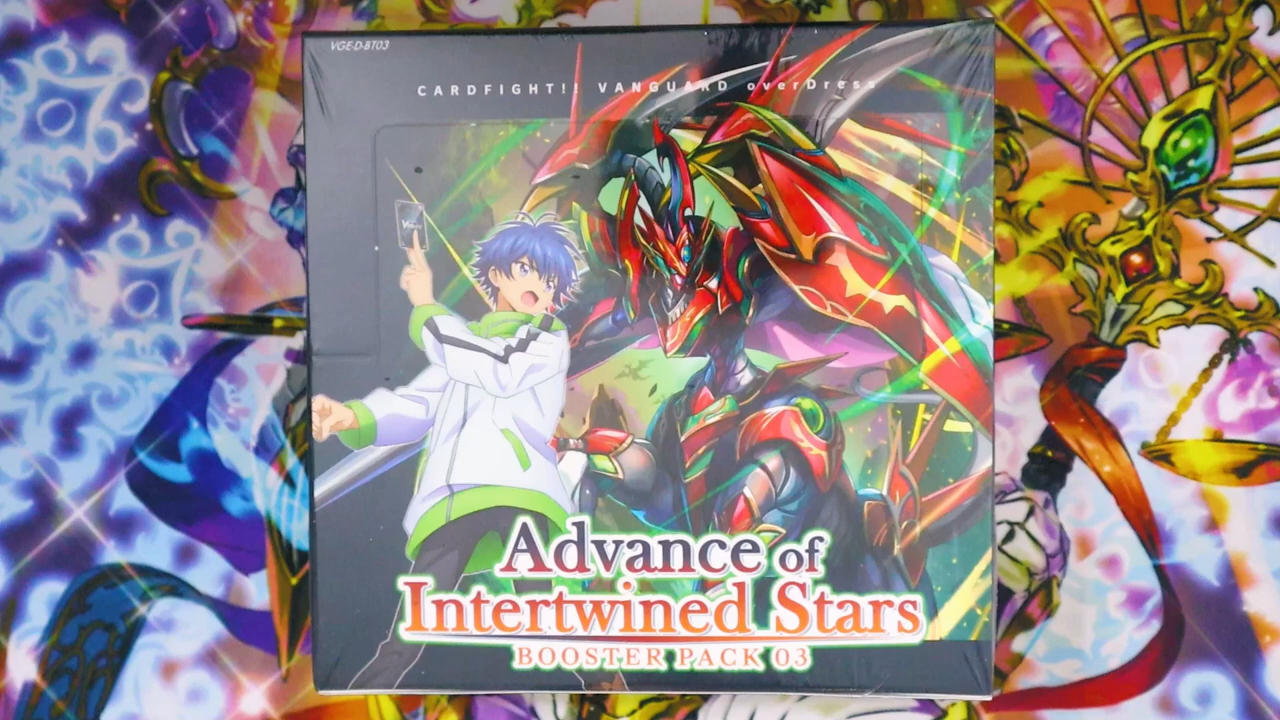 VGE-D-BT03
CARDFIGHT!! VANGUARD overDress
Advance of
Intertwined Stars
BOOSTER PACK 03